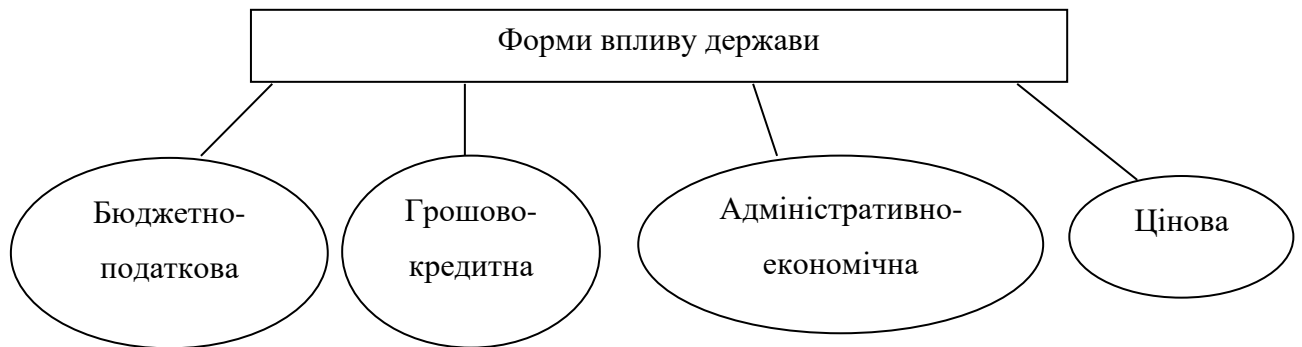 Форми впливу держави
Бюджетно-
податкова
Грошово-
кредитна
Адміністративно-
економічна
Цінова